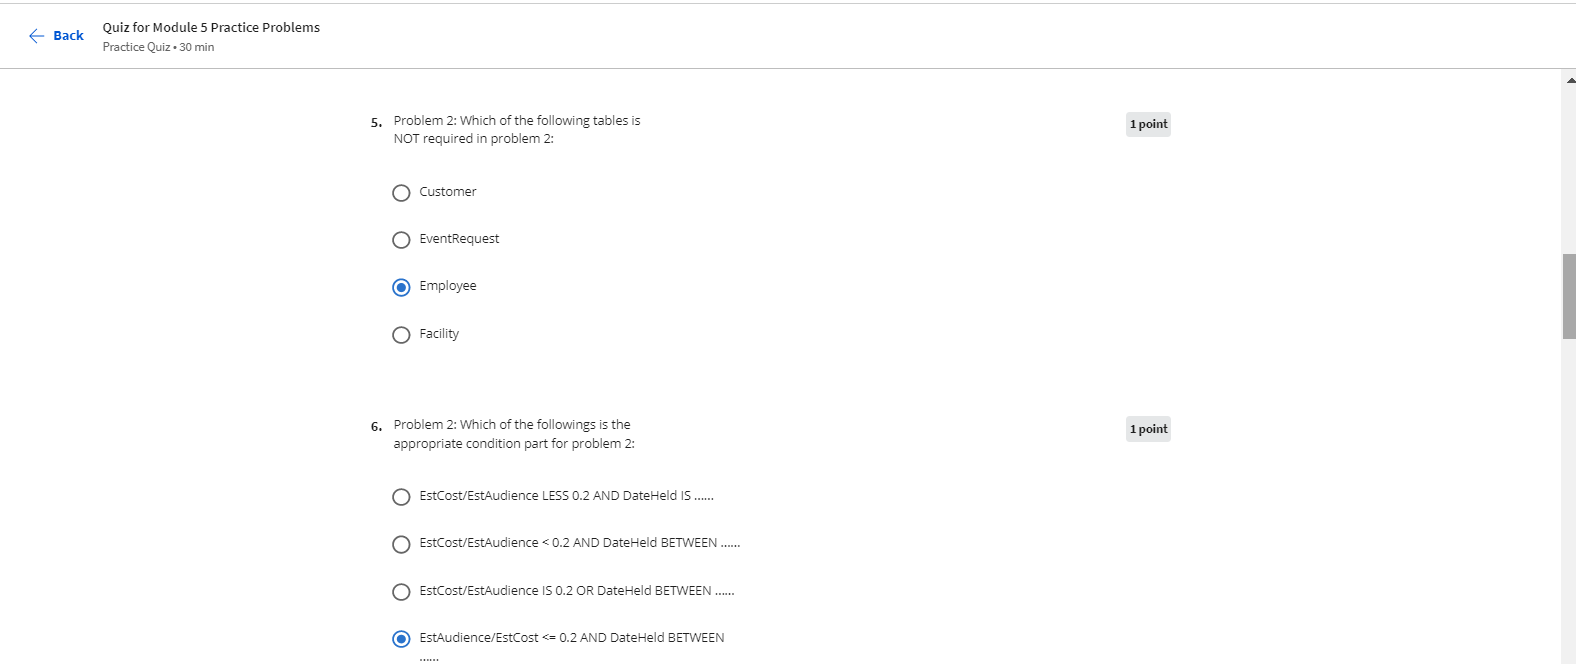 Back
Quiz for Module 5 Practice Problems
Practice Quiz • 30 min
5. Problem 2: Which of the following tables is
NOT required in problem 2:
1 point
Customer
EventRequest
Employee
Facility
6. Problem 2: Which of the followings is the
appropriate condition part for problem 2:
1 point
EstCost/EstAudience LESS 0.2 AND DateHeld IS ......
EstCost/EstAudience < 0.2 AND DateHeld BETWEEN ......
EstCost/EstAudience IS 0.2 OR DateHeld BETWEEN ......
EstAudience/EstCost <= 0.2 AND DateHeld BETWEEN
......